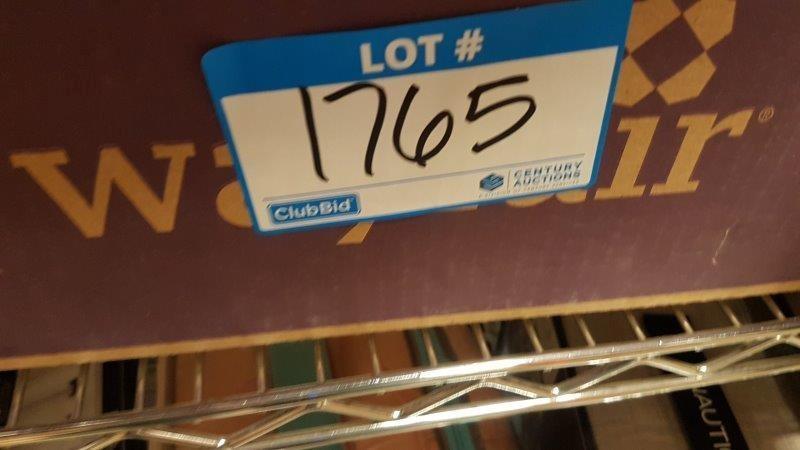 LOT #
1765
ClubBid
CENTURY
AUCTIONS